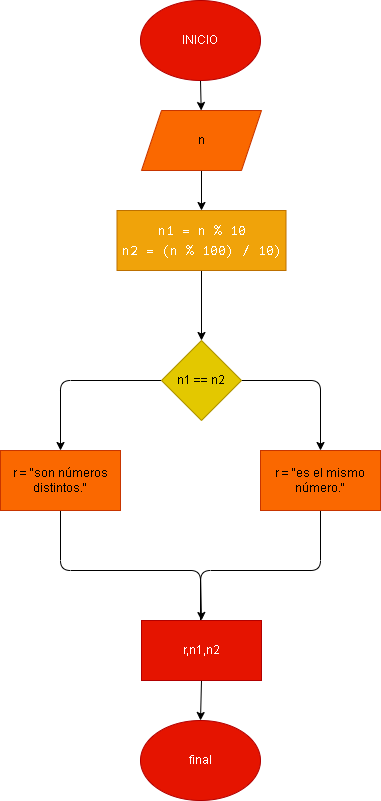 INICIO
n
n1 = n % 10
n2 = (n % 100) / 10)
n1 == n2
r = "son números
distintos."
r = "es el mismo
número."
r,n1,n2
final